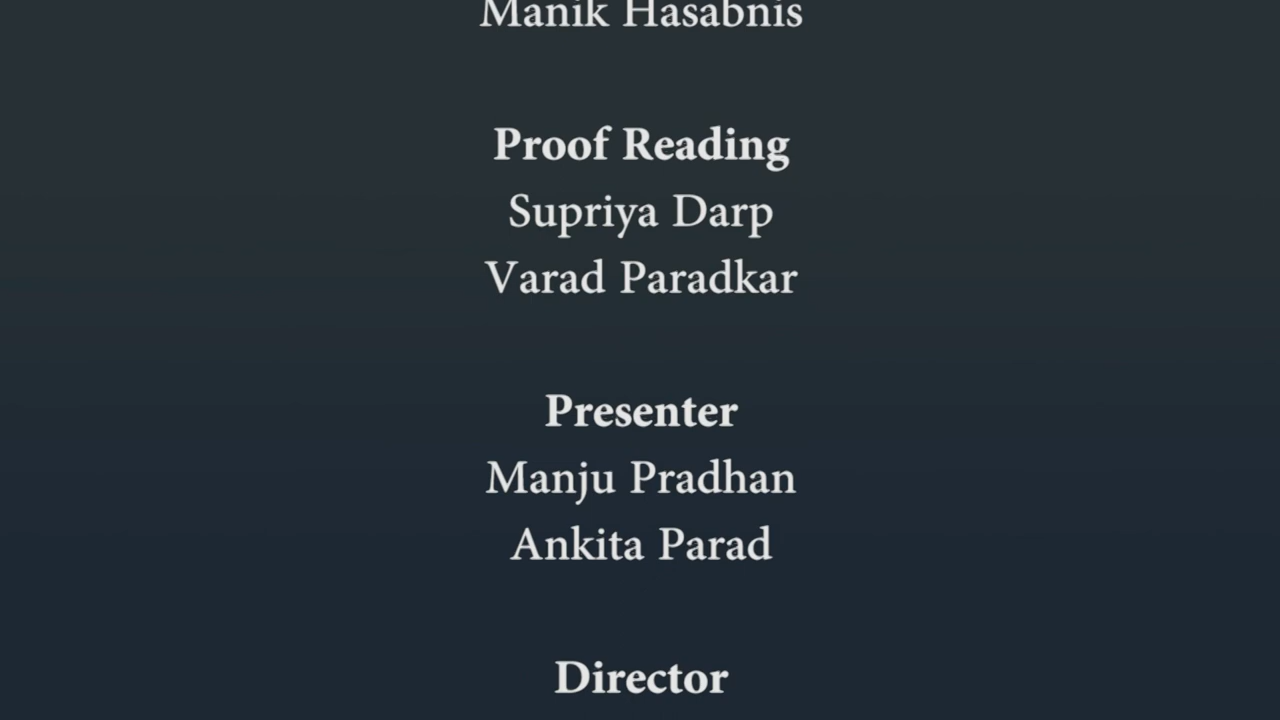 Manik Hasabnis
Proof Reading
Supriya Darp
Varad Paradkar
Presenter
Manju Pradhan
Ankita Parad
Director